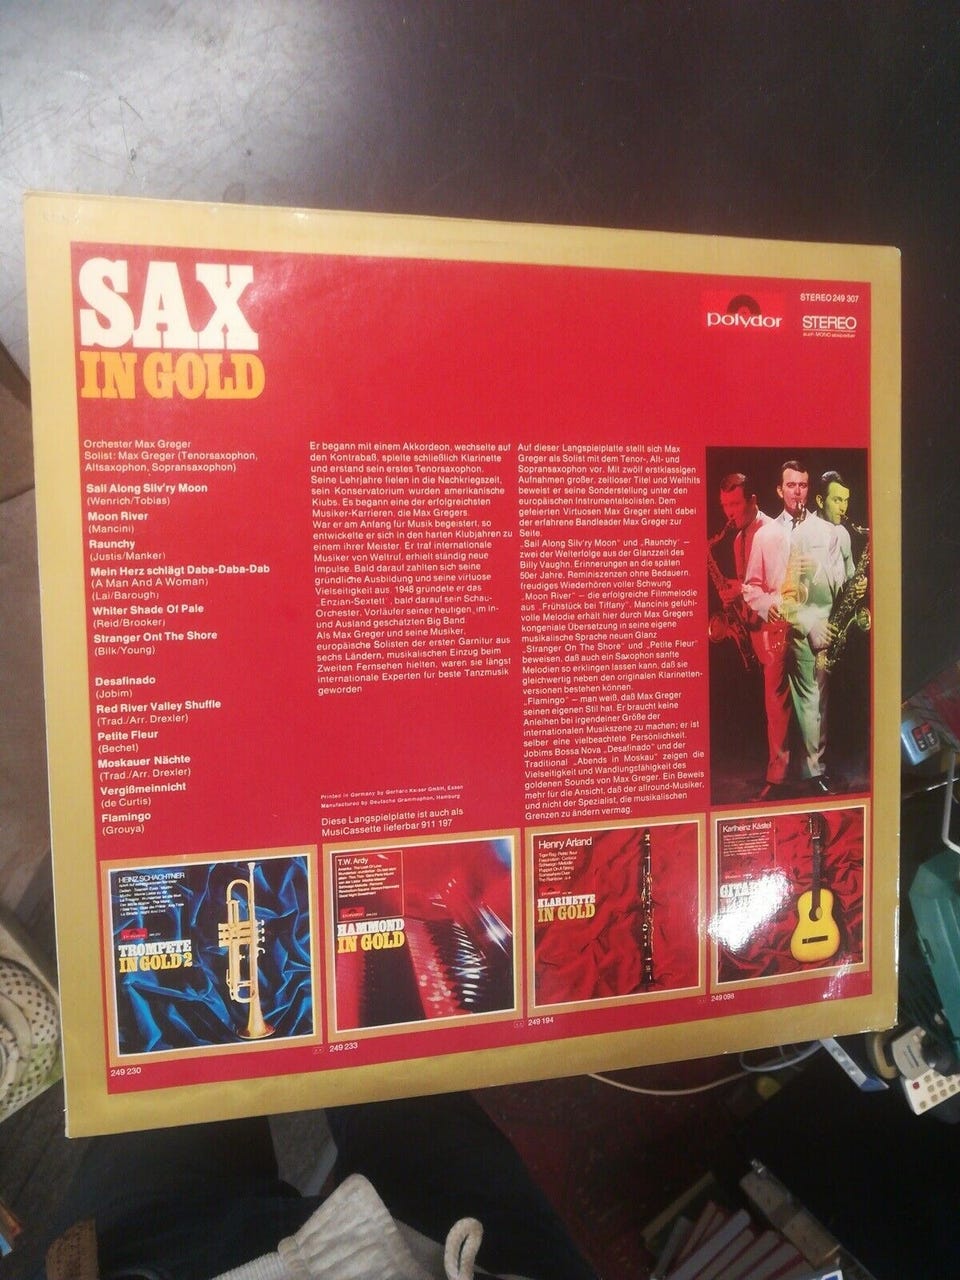 SAX
IN GOLD
polydor
STEREO 249 307
STEREO
auch MONO abspielbar
Orchester Max Greger
Solist: Max Greger (Tenorsaxophon,
Altsaxophon, Sopransaxophon)
Sail Along Silv'ry Moon
(Wenrich/Tobias)
Moon River
(Mancini)
Raunchy
(Justis/Manker)
Mein Herz schlägt Daba-Daba-Dab
(A Man And A Woman)
(Lai/Barough)
Whiter Shade Of Pale
(Reid/Brooker)
Stranger Ont The Shore
(Bilk/Young)
Desafinado
(Jobim)
Red River Valley Shuffle
(Trad./Arr. Drexler)
Petite Fleur
(Bechet)
Moskauer Nächte
(Trad./Arr. Drexler)
Vergißmeinnicht
(de Curtis)
Flamingo
(Grouya)
Er begann mit einem Akkordeon, wechselte auf
den Kontrabaß, spielte schließlich Klarinette
und erstand sein erstes Tenorsaxophon.
Seine Lehrjahre fielen in die Nachkriegszeit,
sein Konservatorium wurden amerikanische
Klubs. Es begann eine der erfolgreichsten
Musiker-Karrieren, die Max Gregers.
War er am Anfang für Musik begeistert, so
entwickelte er sich in den harten Klubjahren zu
einem ihrer Meister. Er traf internationale
Musiker von Weltruf, erhielt ständig neue
Impulse. Bald darauf zahlten sich seine
gründliche Ausbildung und seine virtuose
Vielseitigkeit aus. 1948 gründete er das
„Enzian-Sextett", bald darauf sein Schau-
Orchester, Vorläufer seiner heutigen, im In-
und Ausland geschätzten Big Band.
Als Max Greger und seine Musiker,
europäische Solisten der ersten Garnitur aus
sechs Ländern, musikalischen Einzug beim
Zweiten Fernsehen hielten, waren sie längst
internationale Experten für beste Tanzmusik
geworden
Printed in Germany by Gerhard Kaiser GmbH, Essen
Manufactured by Deutsche Grammophon, Hamburg
Diese Langspielplatte ist auch als
MusiCassette lieferbar 911 197
Auf dieser Langspielplatte stellt sich Max
Greger als Solist mit dem Tenor-, Alt- und
Sopransaxophon vor. Mit zwölf erstklassigen
Aufnahmen großer, zeitloser Titel und Welthits
beweist er seine Sonderstellung unter den
europäischen Instrumentalsolisten. Dem
gefeierten Virtuosen Max Greger steht dabei
der erfahrene Bandleader Max Greger zur
Seite.
„Sail Along Silv'ry Moon" und „Raunchy" –
zwei der Welterfolge aus der Glanzzeit des
Billy Vaughn. Erinnerungen an die späten
50er Jahre. Reminiszenzen ohne Bedauern,
freudiges Wiederhören voller Schwung
„Moon River" – die erfolgreiche Filmmelodie
aus „Frühstück bei Tiffany". Mancinis gefühl-
volle Melodie erhält hier durch Max Gregers
kongeniale Übersetzung in seine eigene
musikalische Sprache neuen Glanz
„Stranger On The Shore" und „Petite Fleur"
beweisen, daß auch ein Saxophon sanfte
Melodien so erklingen lassen kann, daß sie
gleichwertig neben den originalen Klarinetten-
versionen bestehen können.
„Flamingo" – man weiß, daß Max Greger
seinen eigenen Stil hat. Er braucht keine
Anleihen bei irgendeiner Größe der
internationalen Musikszene zu machen; er ist
selber eine vielbeachtete Persönlichkeit.
Jobims Bossa Nova „Desafinado" und der
Traditional „Abends in Moskau" zeigen die
Vielseitigkeit und Wandlungsfähigkeit des
goldenen Sounds von Max Greger. Ein Beweis
mehr für die Ansicht, daß der allround-Musiker,
und nicht der Spezialist, die musikalischen
Grenzen zu ändern vermag.
HEINZ SCHACHTNER
TROMPETE
IN GOLD 2
249 230
T.W. Ardy
HAMMOND
IN GOLD
249 233
Henry Arland
KLARINETTE
IN GOLD
249 194
Karlheinz Kästel
249 098